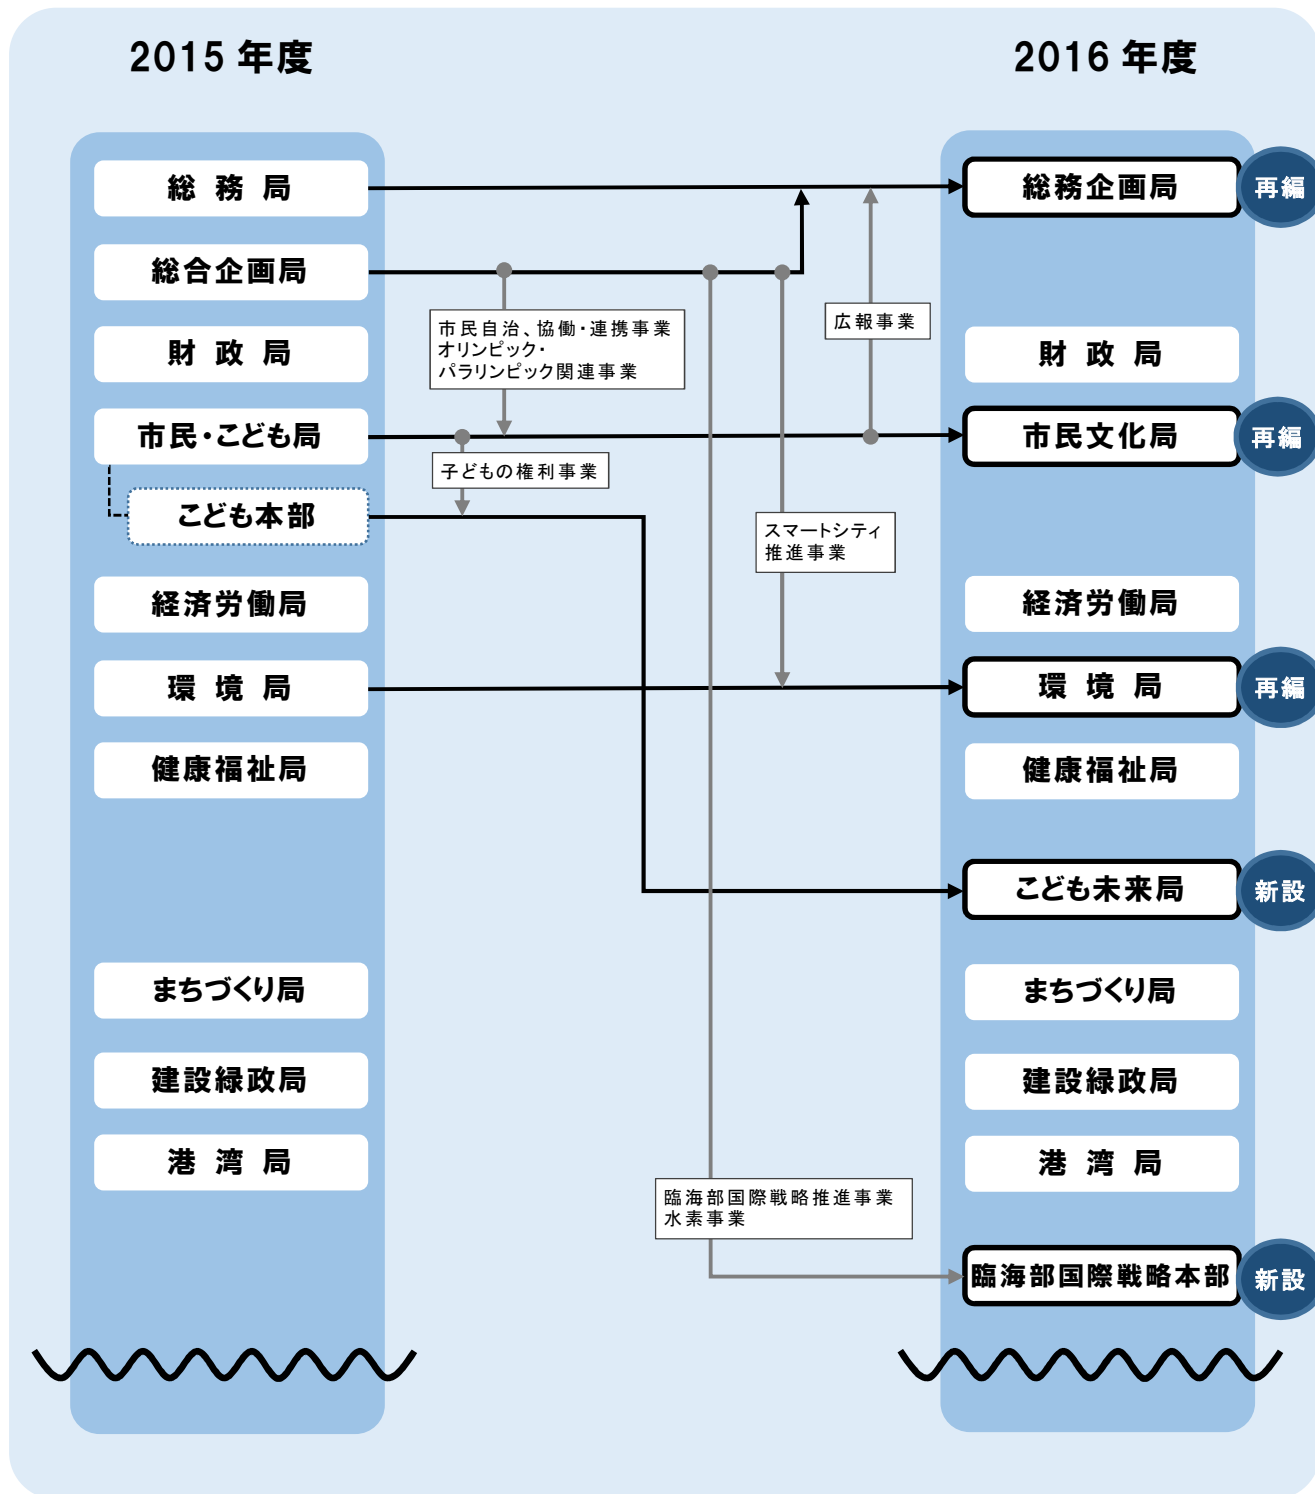 2015 年度
総 務 局
総合企画局
財 政 局
市民・こども局
こども本部
経済労働局
環 境 局
健康福祉局
まちづくり局
建設緑政局
港 湾 局
市民自治、協働・連携事業
オリンピック・
パラリンピック関連事業
子どもの権利事業
広報事業
スマートシティ
推進事業
臨海部国際戦略推進事業
水素事業
2016 年度
総務企画局
再編
財 政 局
市民文化局
再編
経済労働局
環 境 局
再編
健康福祉局
こども未来局
新設
まちづくり局
建設緑政局
港 湾 局
臨海部国際戦略本部
新設